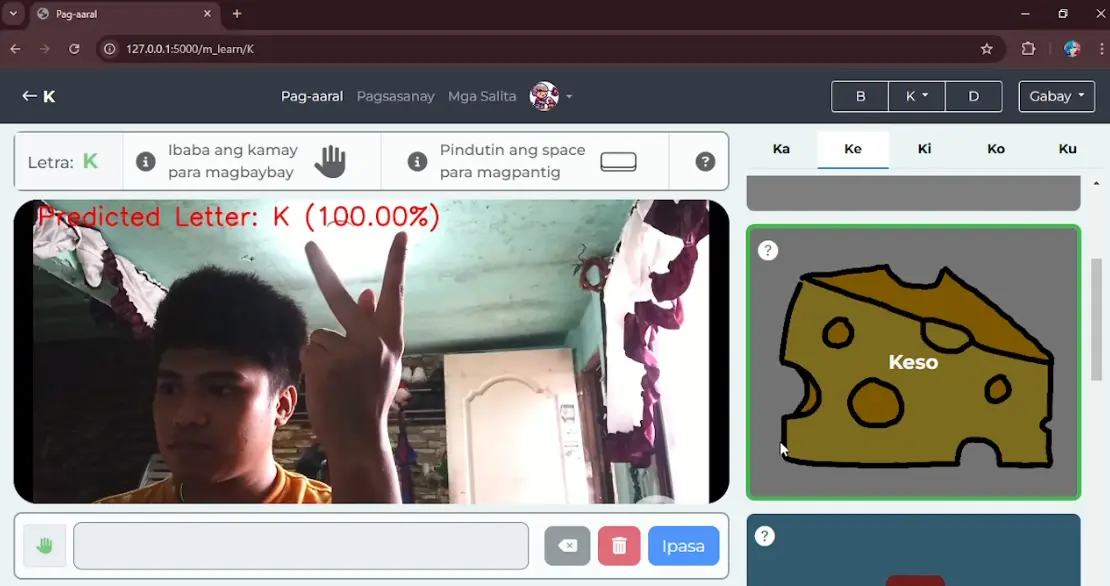 Pag-aaral
127.0.0.1:5000/m_learn/K
K
Pag-aaral
Pagsasanay
Mga Salita
B
K
D
Gabay
Letra: K
Ibaba ang kamay
para magbaybay
Pindutin ang space
para magpantig
?
Ka
Ke
Ki
Ko
Ku
Predicted Letter: K (100.00%)
?
Keso
Ipasa
?